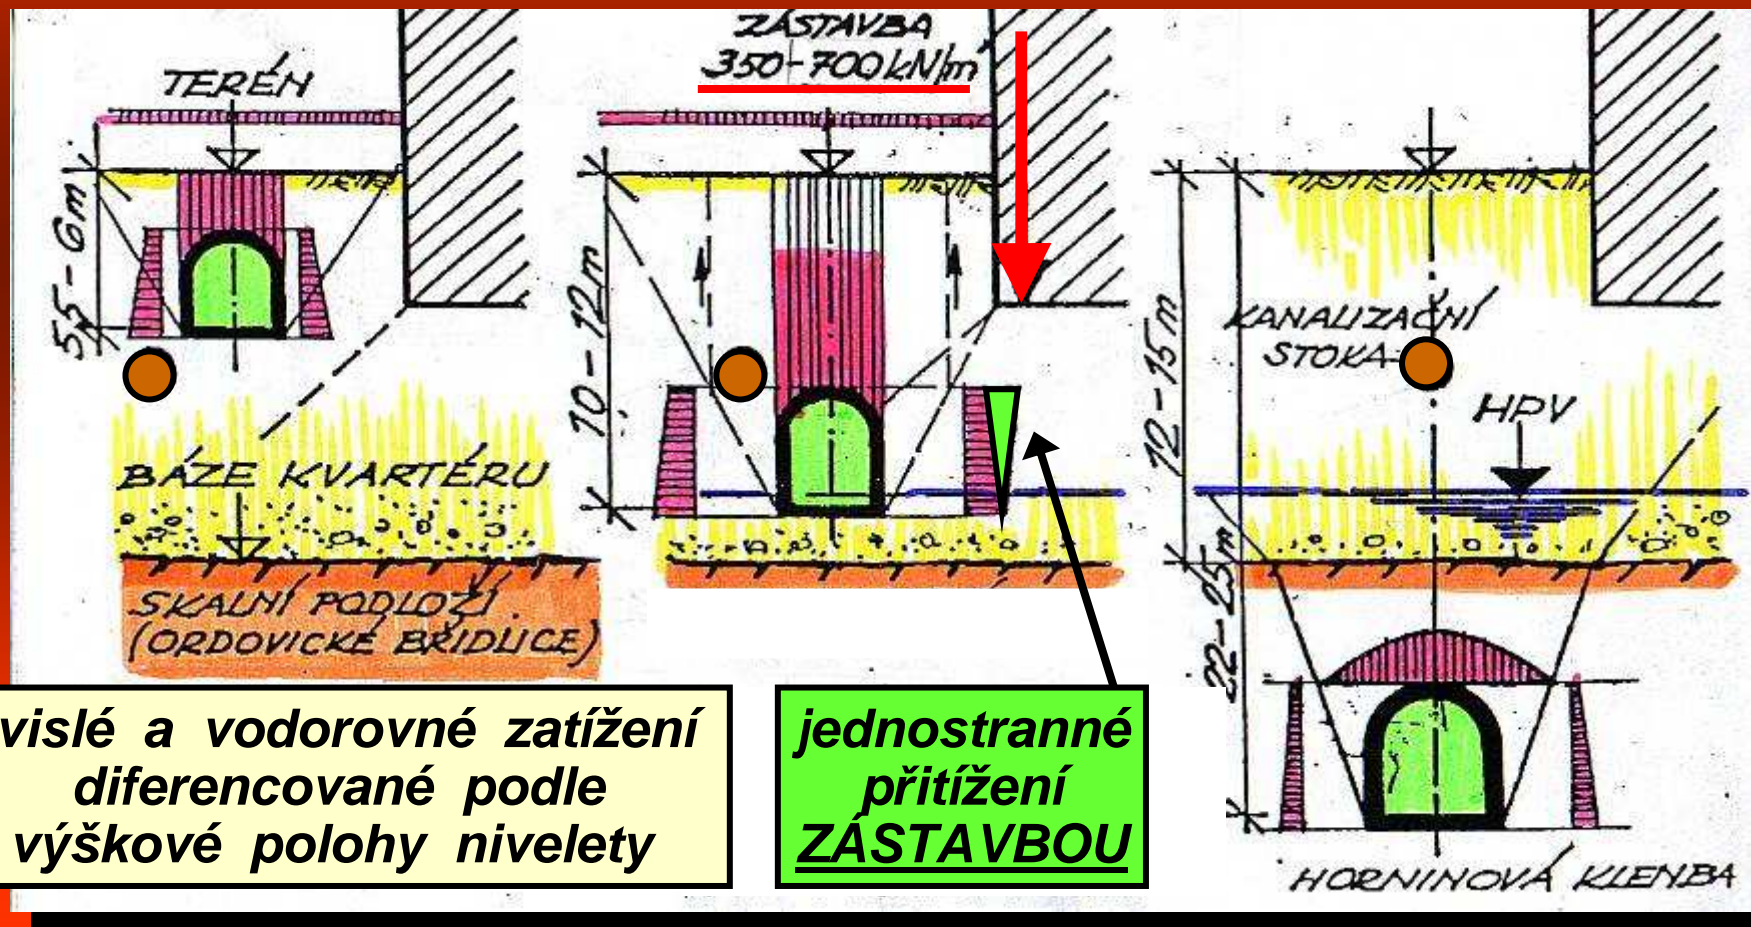 TERÉN
5,5 - 6m
BÁZE KVARTÉRU
SKALNÍ PODLOŽÍ
(ORDOVICKÉ BŘIDLICE)
ZÁSTAVBA
350-700kN/m
10 - 12m
KANALIZAČNÍ
STOKA
HPV
12 - 15m
22 - 25m
HORNINOVÁ KLENBA
vislé a vodorovné zatížení
diferencované podle
výškové polohy nivelety
jednostranné
přitížení
ZÁSTAVBOU